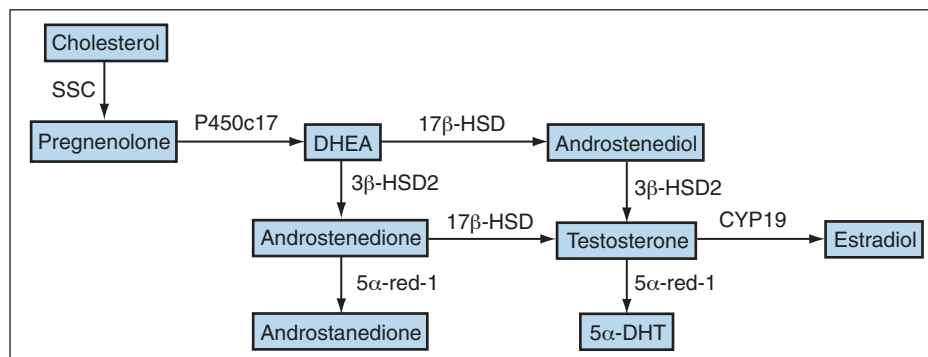 Cholesterol
SSC
P450c17
17β-HSD
Pregnenolone
DHEA
Androstenediol
3β-HSD2
3β-HSD2
17β-HSD
CYP19
Androstenedione
Testosterone
Estradiol
5α-red-1
5α-red-1
Androstanedione
5α-DHT